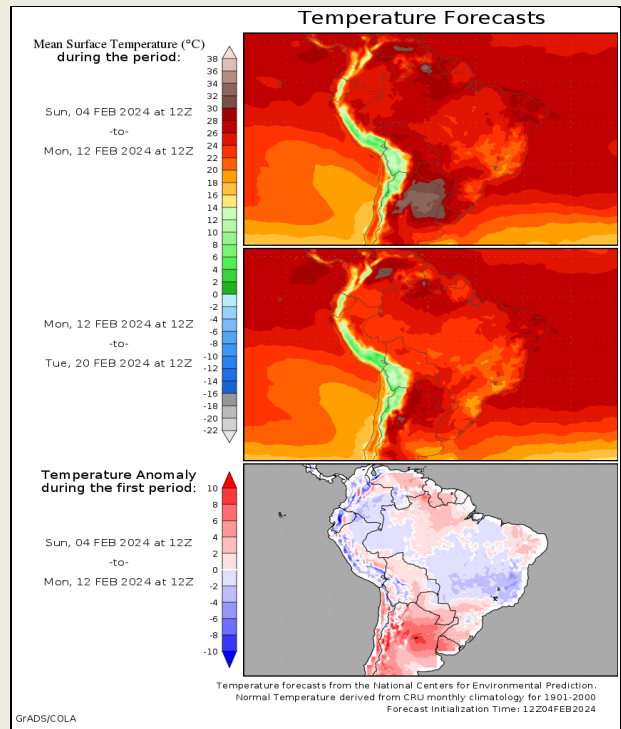 Temperature Forecasts
Mean Surface Temperature (°C)
during the period:
Sun, 04 FEB 2024 at 12Z
-to-
Mon, 12 FEB 2024 at 12Z
38
36
34
32
30
28
26
24
22
20
18
16
14
12
10
8
6
4
2
0
-2
-4
-6
-8
-10
-12
-14
-16
-18
-20
-22
Mon, 12 FEB 2024 at 12Z
-to-
Tue, 20 FEB 2024 at 12Z
Temperature Anomaly
during the first period:
Sun, 04 FEB 2024 at 12Z
-to-
Mon, 12 FEB 2024 at 12Z
10
8
6
4
2
0
-2
-4
-6
-8
-10
Temperature forecasts from the National Centers for Environmental Prediction.
Normal Temperature derived from CRU monthly climatology for 1901-2000
Forecast Initialization Time: 12Z04FEB2024
GrADS/COLA